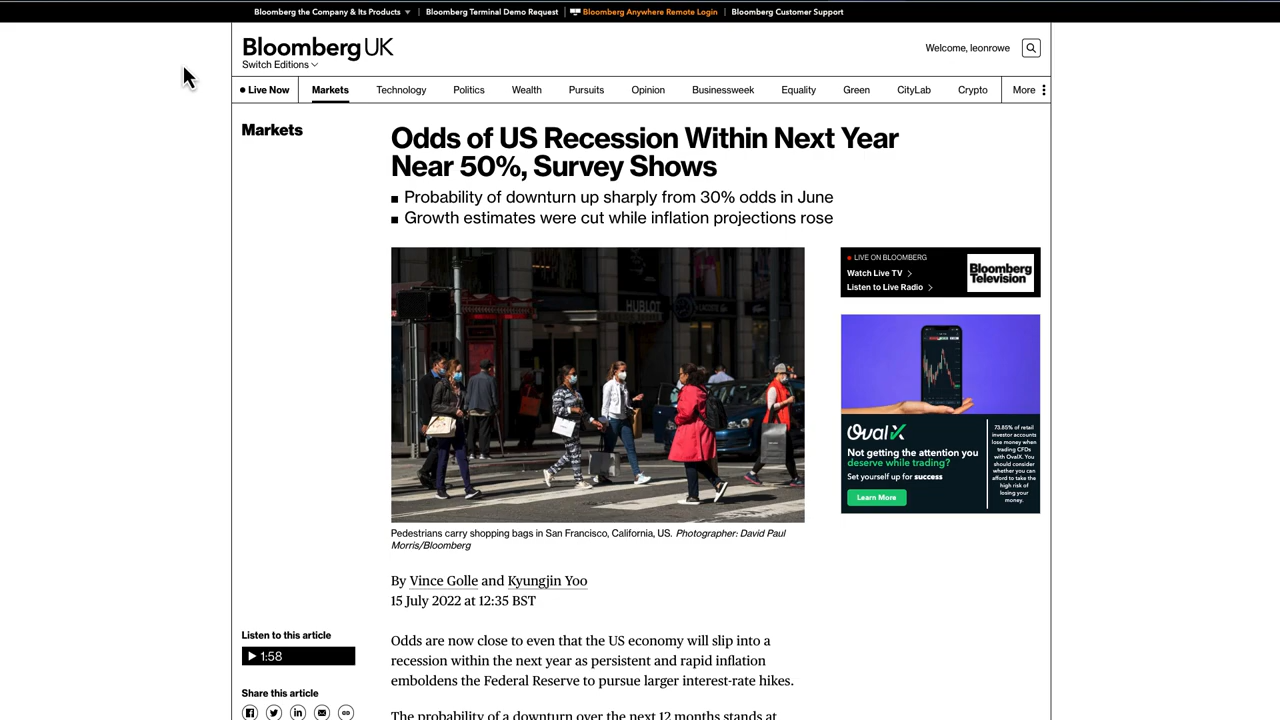 Bloomberg the Company & Its Products
Bloomberg Terminal Demo Request
Bloomberg Anywhere Remote Login
Bloomberg Customer Support
Bloomberg UK
Switch Editions
Welcome, leonrowe
Live Now
Markets
Technology
Politics
Wealth
Pursuits
Opinion
Businessweek
Equality
Green
CityLab
Crypto
More
Markets
Odds of US Recession Within Next Year
Near 50%, Survey Shows
Probability of downturn up sharply from 30% odds in June
Growth estimates were cut while inflation projections rose
HUBLOT
LIVE ON BLOOMBERG
Watch Live TV
Listen to Live Radio
Bloomberg
Television
OvalX
Not getting the attention you
deserve while trading?
Set yourself up for success
Learn More
73.85% of retail
investor accounts
lose money when
trading CFDs
with OvalX. You
should consider
whether you can
afford to take the
high risk of
losing your
money.
Pedestrians carry shopping bags in San Francisco, California, US. Photographer: David Paul
Morris/Bloomberg
By Vince Golle and Kyungjin Yoo
15 July 2022 at 12:35 BST
Listen to this article
1:58
Share this article
Odds are now close to even that the US economy will slip into a
recession within the next year as persistent and rapid inflation
emboldens the Federal Reserve to pursue larger interest-rate hikes.
The probability of a downturn over the next 12 months stands at